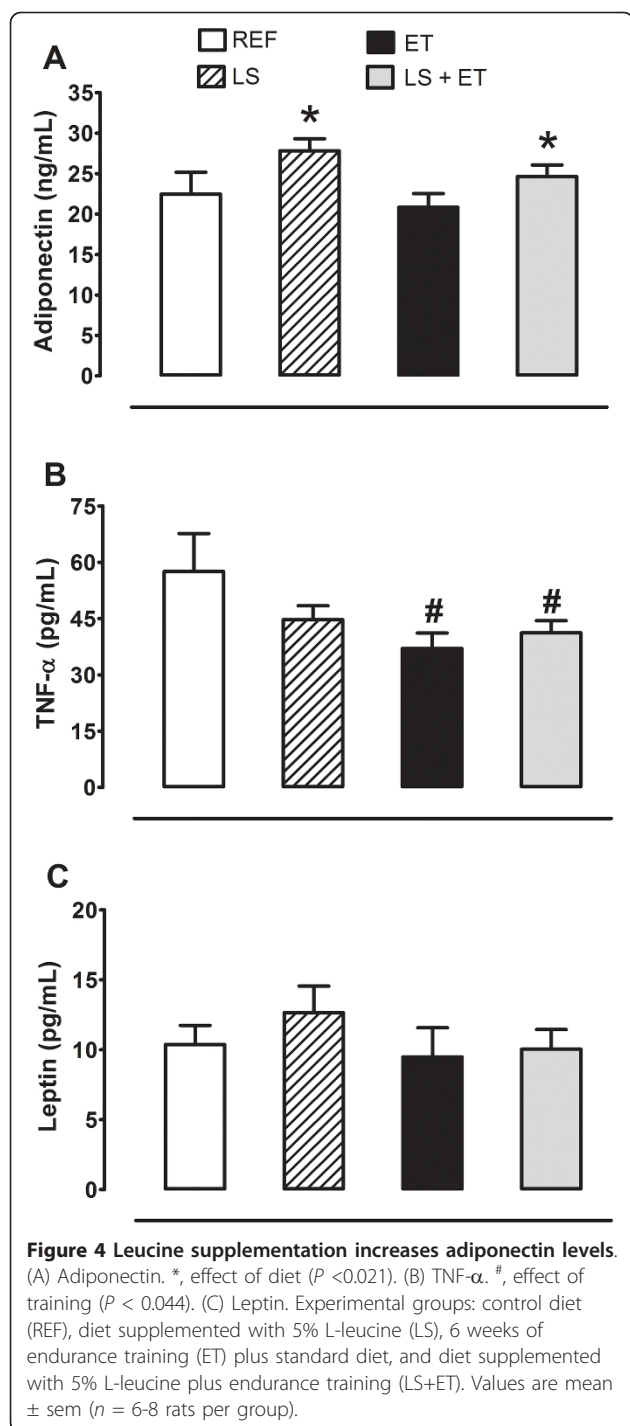 REF
ET
LS
LS + ET
A
Adiponectin (ng/mL)
35
30
25
20
15
10
5
0
*
*
B
TNF-α (pg/mL)
75
60
45
30
15
0
#
#
C
Leptin (pg/mL)
20
15
10
5
0
Figure 4 Leucine supplementation increases adiponectin levels.
(A) Adiponectin. *, effect of diet (P <0.021). (B) TNF-α. #, effect of
training (P < 0.044). (C) Leptin. Experimental groups: control diet
(REF), diet supplemented with 5% L-leucine (LS), 6 weeks of
endurance training (ET) plus standard diet, and diet supplemented
with 5% L-leucine plus endurance training (LS+ET). Values are mean
± sem (n = 6-8 rats per group).